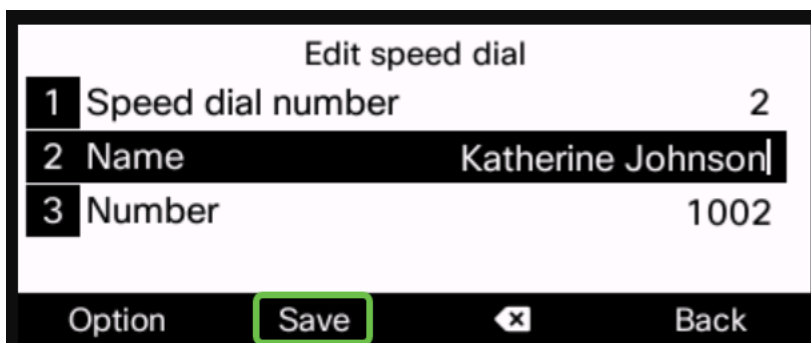 Edit speed dial
1 Speed dial number 2
2 Name Katherine Johnson
3 Number 1002
Option Save Back